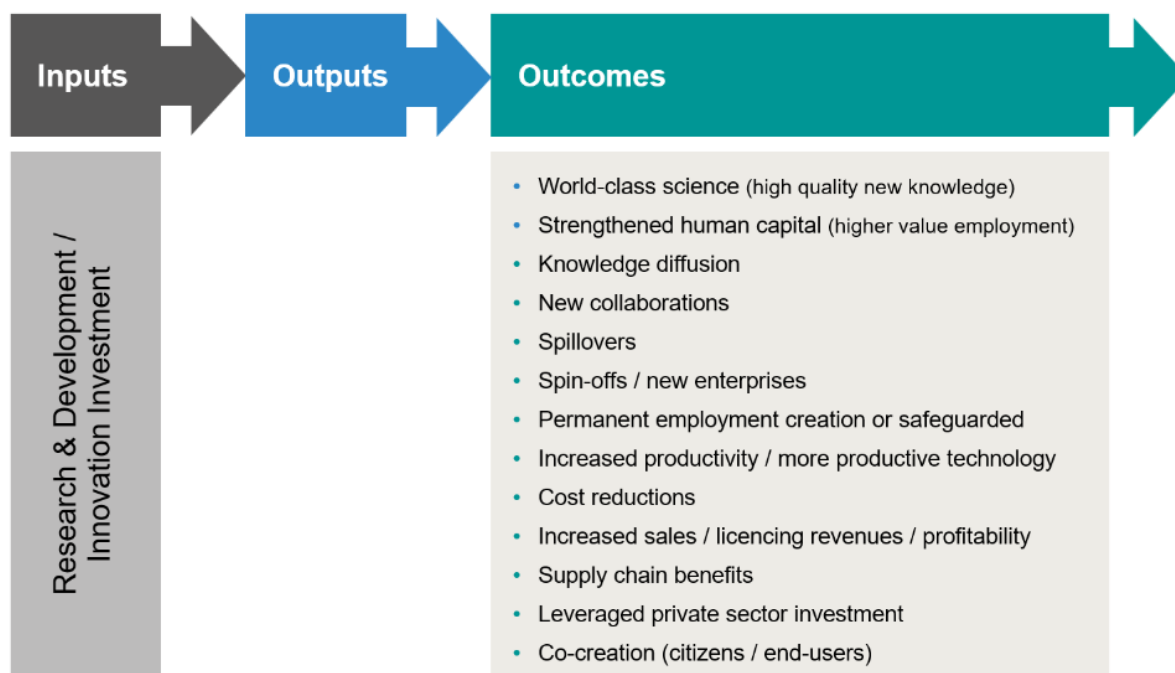 Inputs
Outputs
Outcomes
Research & Development /
Innovation Investment
• World-class science (high quality new knowledge)
• Strengthened human capital (higher value employment)
• Knowledge diffusion
• New collaborations
• Spillovers
• Spin-offs / new enterprises
• Permanent employment creation or safeguarded
• Increased productivity / more productive technology
• Cost reductions
• Increased sales / licencing revenues / profitability
• Supply chain benefits
• Leveraged private sector investment
• Co-creation (citizens / end-users)